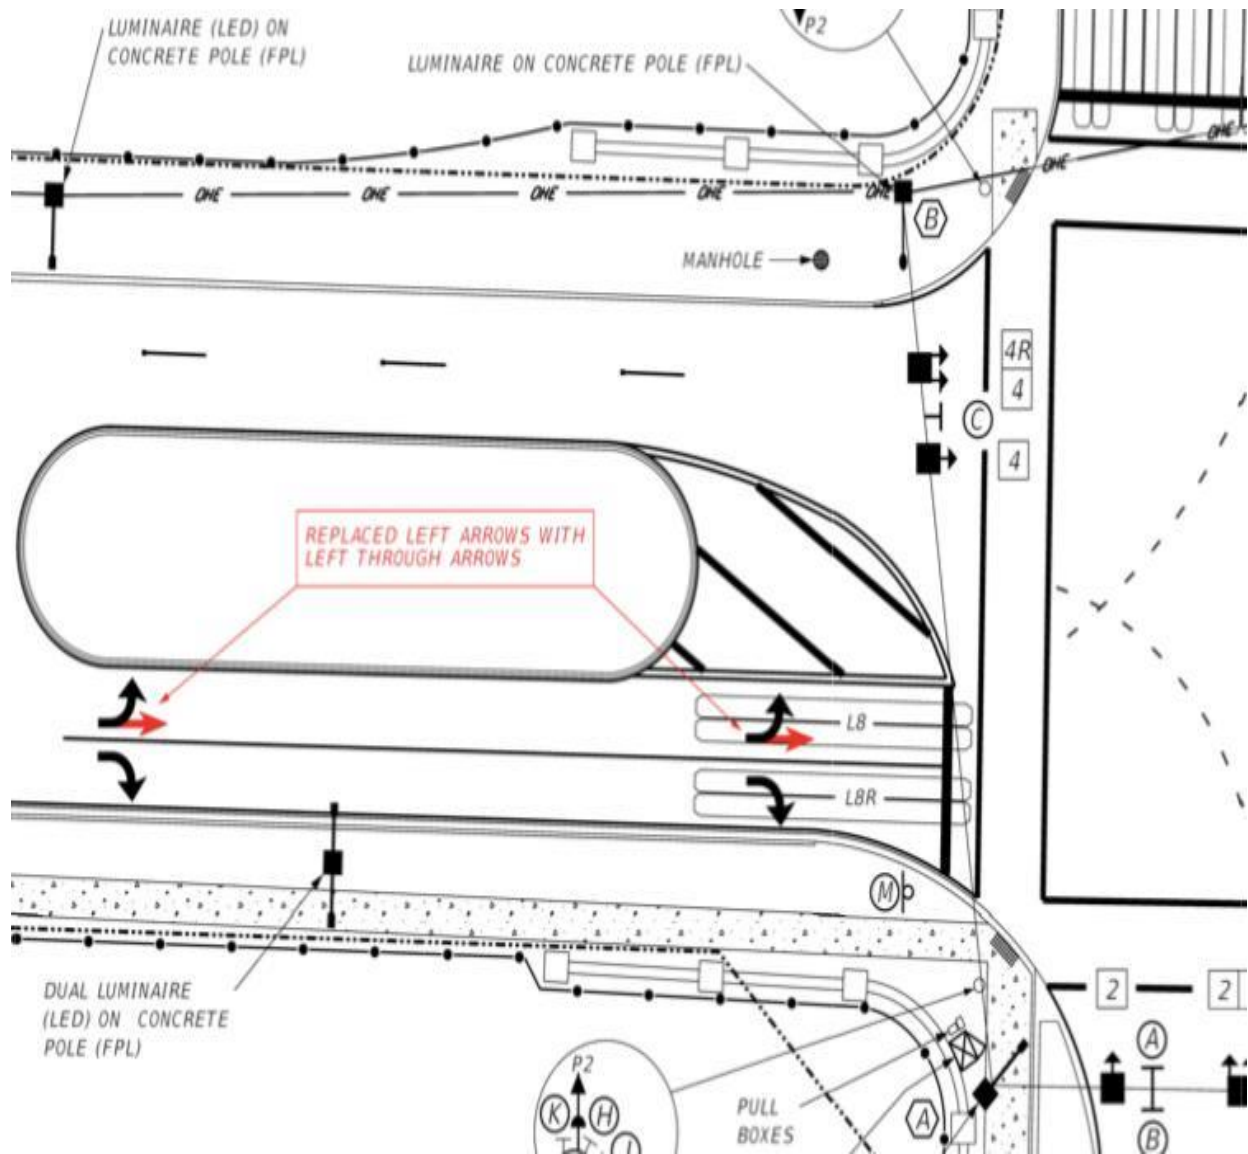 LUMINAIRE (LED) ON
CONCRETE POLE (FPL)
P2
LUMINAIRE ON CONCRETE POLE (FPL)
OHE
OHE
OHE
OHE
OHE
OHE
OHE
B
MANHOLE
4R
4
C
4
REPLACED LEFT ARROWS WITH
LEFT THROUGH ARROWS
L8
L8R
M
DUAL LUMINAIRE
(LED) ON CONCRETE
POLE (FPL)
2
2
A
P2
K
H
PULL
BOXES
A
B